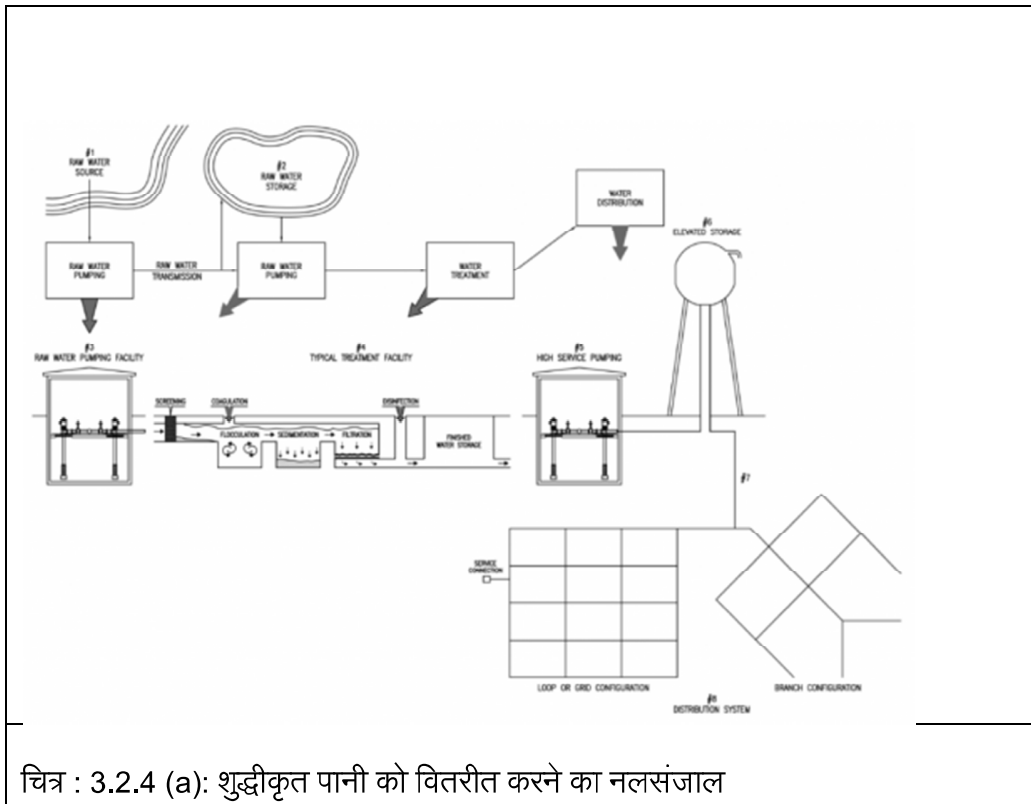 #1
RAW WATER
SOURCE
#2
RAW WATER
STORAGE
WATER
DISTRIBUTION
#6
ELEVATED STORAGE
RAW WATER
PUMPING
RAW WATER
TRANSMISSION
RAW WATER
PUMPING
WATER
TREATMENT
#3
RAW WATER PUMPING FACILITY
#4
TYPICAL TREATMENT FACILITY
#5
HIGH SERVICE PUMPING
SCREENING
COAGULATION
DISINFECTION
FLOCCULATION
SEDIMENTATION
FILTRATION
FINISHED
WATER STORAGE
#7
SERVICE
CONNECTION
LOOP OR GRID CONFIGURATION
BRANCH CONFIGURATION
#8
DISTRIBUTION SYSTEM
चित्र : 3.2.4 (a): शुद्धीकृत पानी को वितरीत करने का नलसंजाल